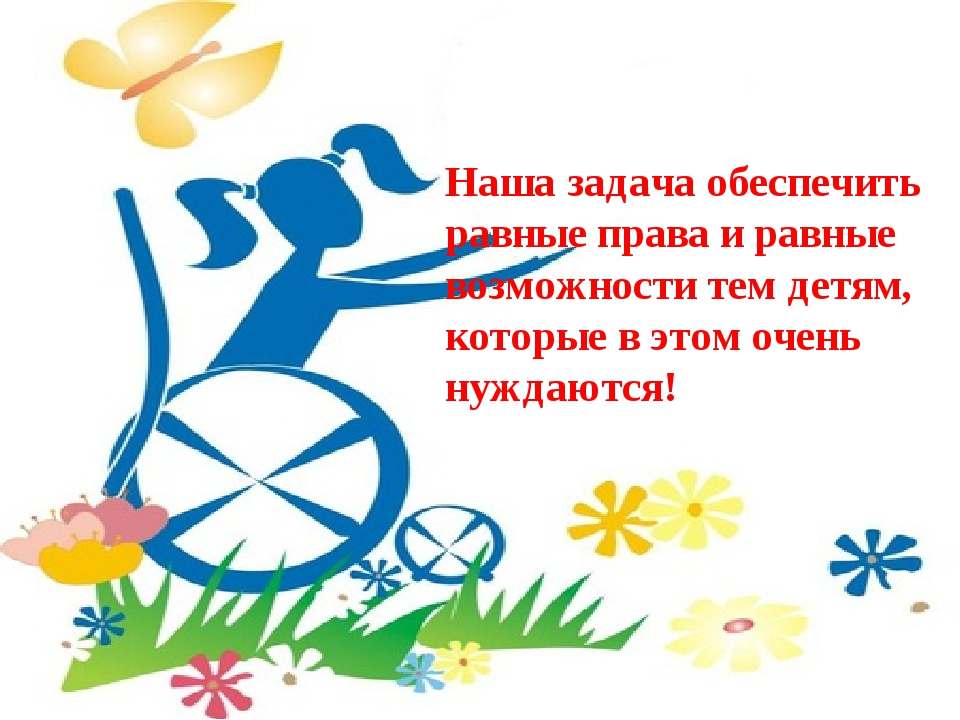 Наша задача обеспечить
равные права и равные
возможности тем детям,
которые в этом очень
нуждаются!